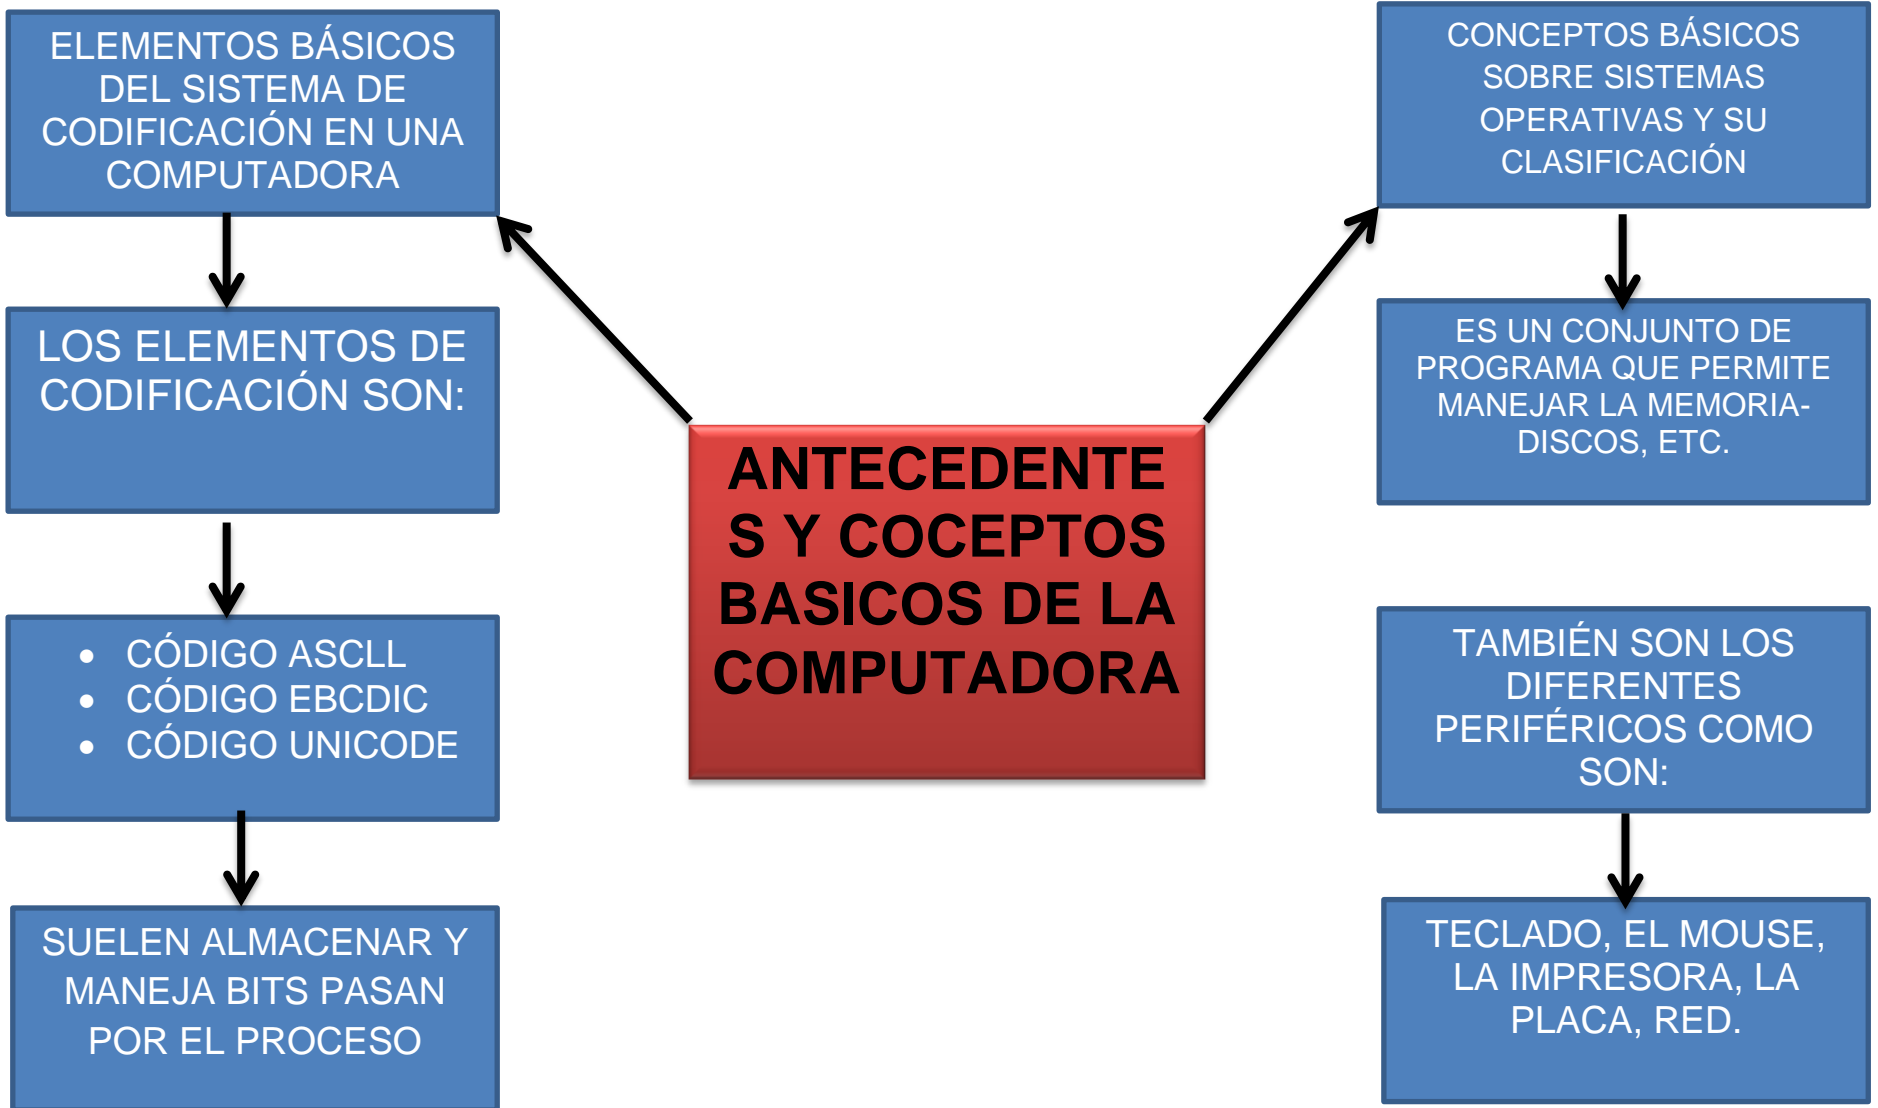 ELEMENTOS BÁSICOS
DEL SISTEMA DE
CODIFICACIÓN EN UNA
COMPUTADORA
LOS ELEMENTOS DE
CODIFICACIÓN SON:
• CÓDIGO ASCLL
• CÓDIGO EBCDIC
• CÓDIGO UNICODE
SUELEN ALMACENAR Y
MANEJA BITS PASAN
POR EL PROCESO
ANTECEDENTE
S Y COCEPTOS
BASICOS DE LA
COMPUTADORA
CONCEPTOS BÁSICOS
SOBRE SISTEMAS
OPERATIVAS Y SU
CLASIFICACIÓN
ES UN CONJUNTO DE
PROGRAMA QUE PERMITE
MANEJAR LA MEMORIA-
DISCOS, ETC.
TAMBIÉN SON LOS
DIFERENTES
PERIFÉRICOS COMO
SON:
TECLADO, EL MOUSE,
LA IMPRESORA, LA
PLACA, RED.